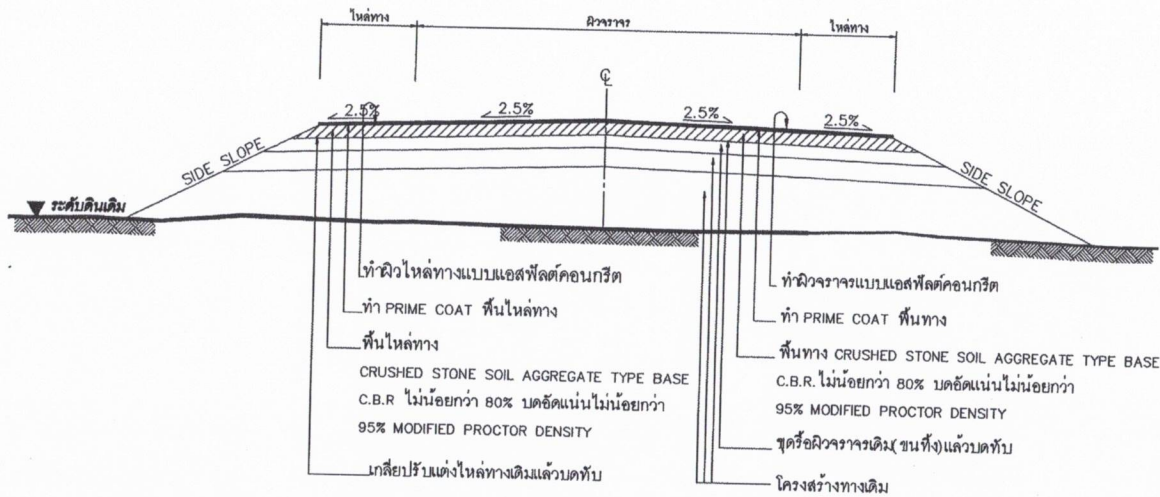 ไหล่ทาง ผิวจราจร ไหล่ทาง
℄
2.5% 2.5% 2.5% 2.5%
SIDE SLOPE SIDE SLOPE
ระดับดินเดิม
ทำผิวไหล่ทางแบบแอสฟัลต์คอนกรีต
ทำ PRIME COAT พื้นไหล่ทาง
พื้นไหล่ทาง
CRUSHED STONE SOIL AGGREGATE TYPE BASE
C.B.R ไม่น้อยกว่า 80% บดอัดแน่นไม่น้อยกว่า
95% MODIFIED PROCTOR DENSITY
เกลี่ยปรับแต่งไหล่ทางเดิมแล้วบดทับ
ทำผิวจราจรแบบแอสฟัลต์คอนกรีต
ทำ PRIME COAT พื้นทาง
พื้นทาง CRUSHED STONE SOIL AGGREGATE TYPE BASE
C.B.R. ไม่น้อยกว่า 80% บดอัดแน่นไม่น้อยกว่า
95% MODIFIED PROCTOR DENSITY
ขุดรื้อผิวจราจรเดิม(ขนทิ้ง)แล้วบดทับ
โครงสร้างทางเดิม